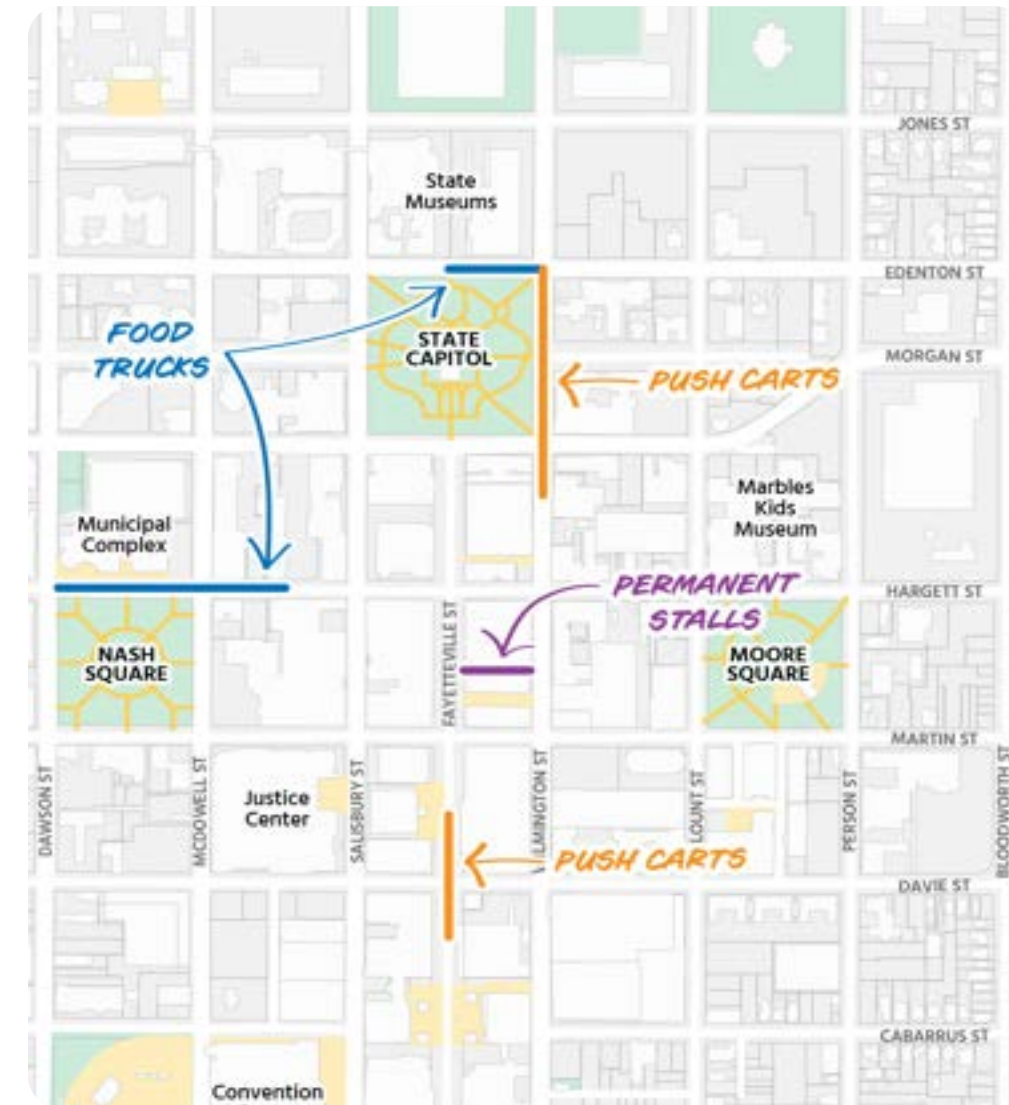 JONES ST
State
Museums
EDENTON ST
FOOD
TRUCKS
STATE
CAPITOL
MORGAN ST
PUSH CARTS
Marbles
Kids
Museum
Municipal
Complex
HARGETT ST
PERMANENT
STALLS
FAYETTEVILLE ST
NASH
SQUARE
MOORE
SQUARE
MARTIN ST
DAWSON ST
MCDOWELL ST
Justice
Center
SALISBURY ST
ILMINGTON ST
LOUNT ST
PERSON ST
BLOODWORTH ST
PUSH CARTS
DAVIE ST
CABARRUS ST
Convention